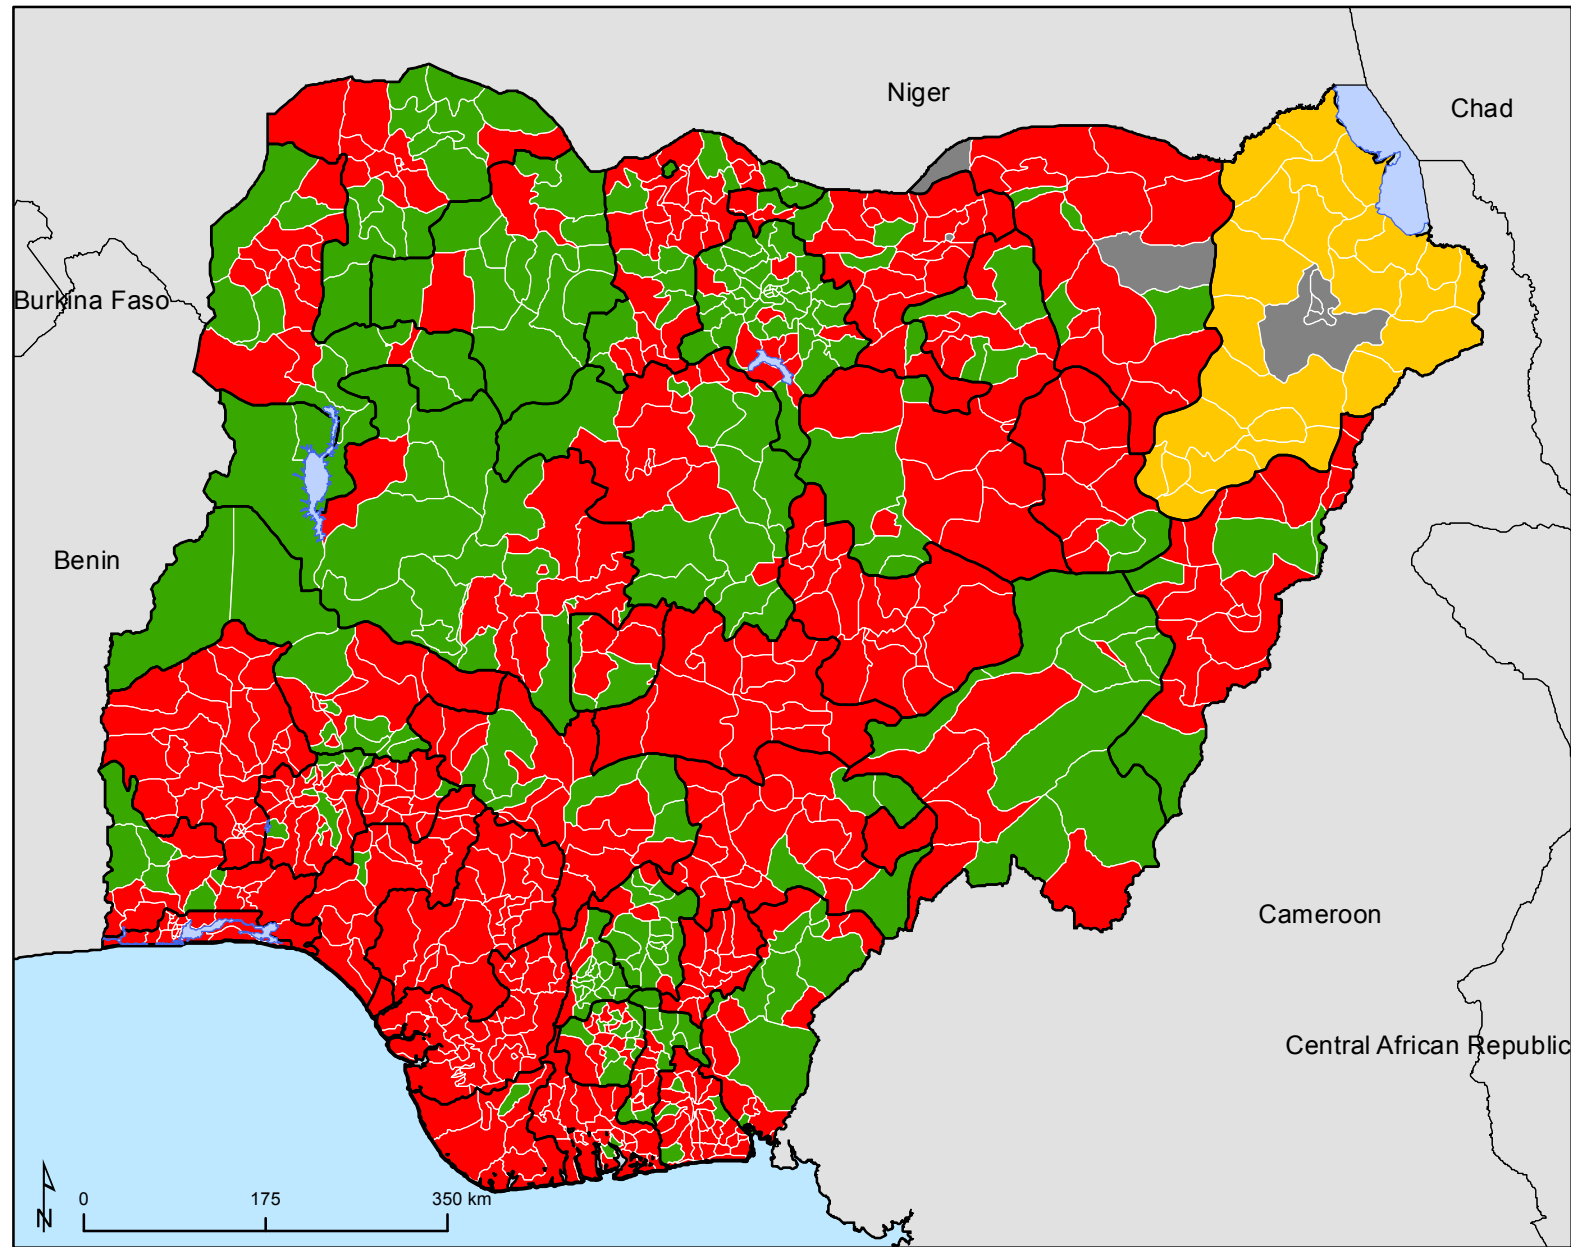 Niger
Chad
Burkina Faso
Benin
Cameroon
Central African Republic
N
0 175 350 km